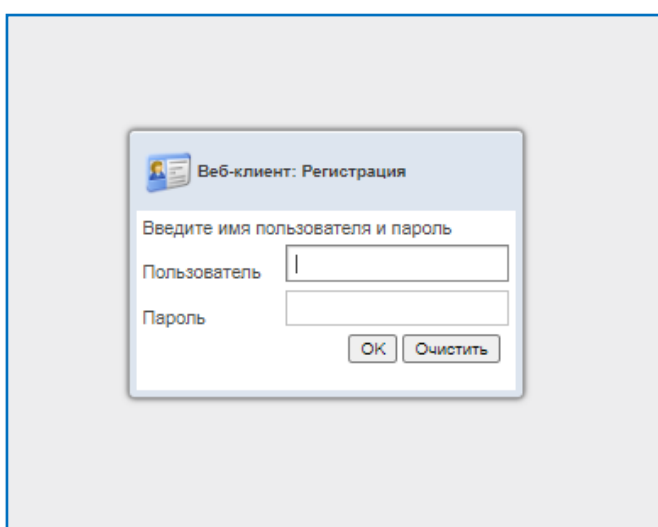 Веб-клиент: Регистрация
Введите имя пользователя и пароль
Пользователь
Пароль
OK Очистить